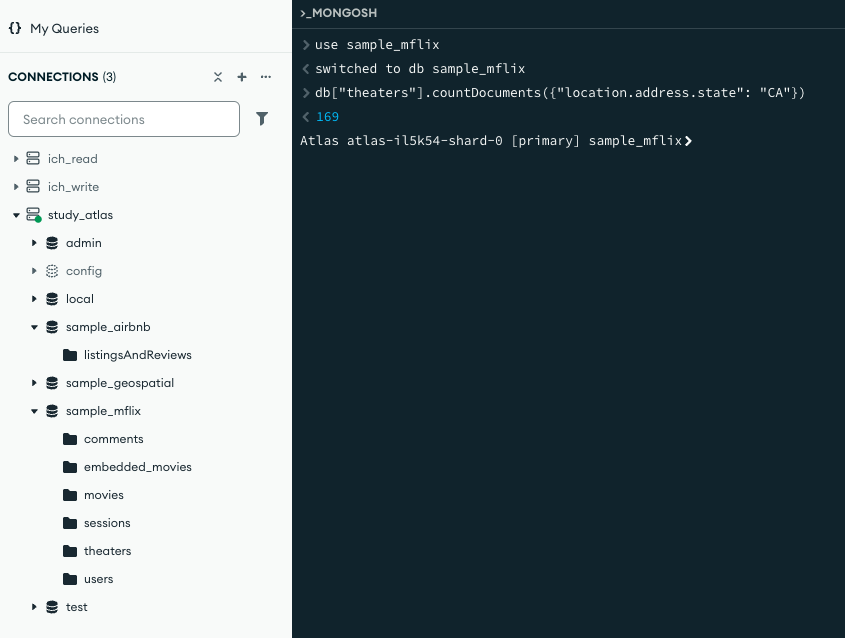 {} My Queries
CONNECTIONS (3)
Search connections
ich_read
ich_write
study_atlas
admin
config
local
sample_airbnb
listingsAndReviews
sample_geospatial
sample_mflix
comments
embedded_movies
movies
sessions
theaters
users
test
>_MONGOSH
use sample_mflix
switched to db sample_mflix
db["theaters"].countDocuments({"location.address.state": "CA"})
169
Atlas atlas-il5k54-shard-0 [primary] sample_mflix>